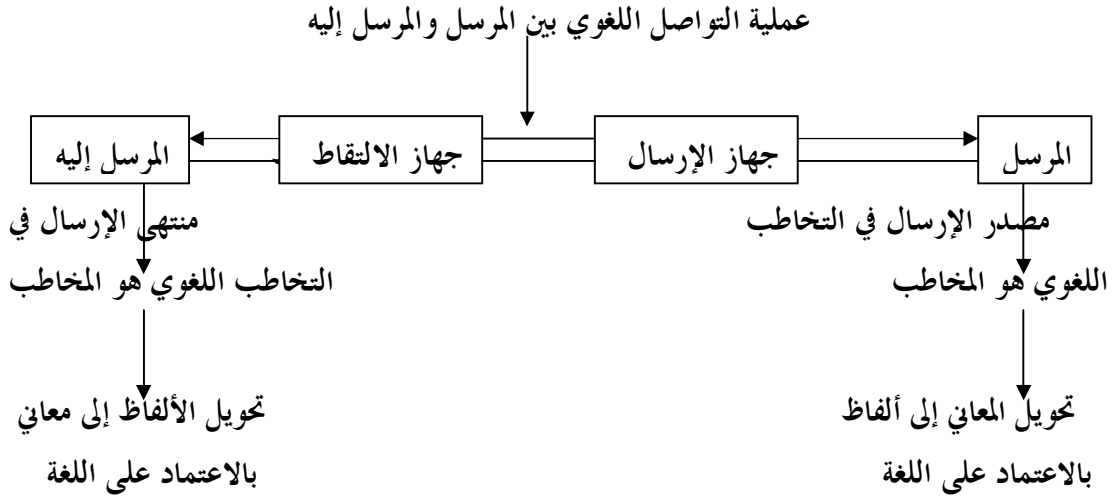 عملية التواصل اللغوي بين المرسل والمرسل إليه
المرسل
جهاز الإرسال
جهاز الالتقاط
المرسل إليه
مصدر الإرسال في التخاطب
اللغوي هو المخاطب
منتهى الإرسال في
التخاطب اللغوي هو المخاطب
تحويل المعاني إلى ألفاظ
بالاعتماد على اللغة
تحويل الألفاظ إلى معاني
بالاعتماد على اللغة